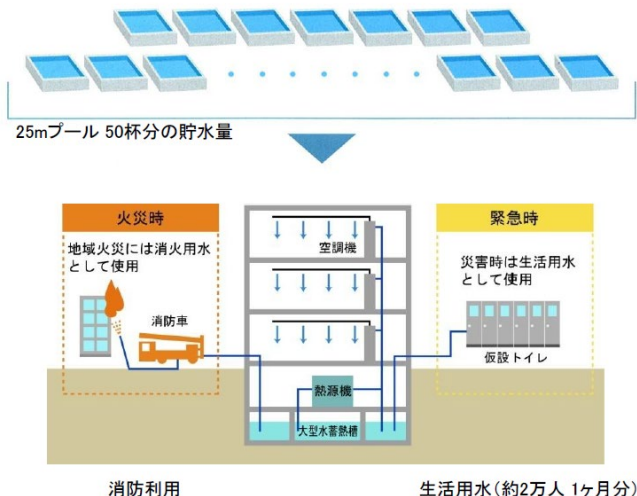 25mプール 50杯分の貯水量
火災時
地域火災には消火用水
として使用
消防車
空調機
熱源機
大型水蓄熱槽
緊急時
災害時は生活用水
として使用
仮設トイレ
消防利用
生活用水(約2万人 1ヶ月分)